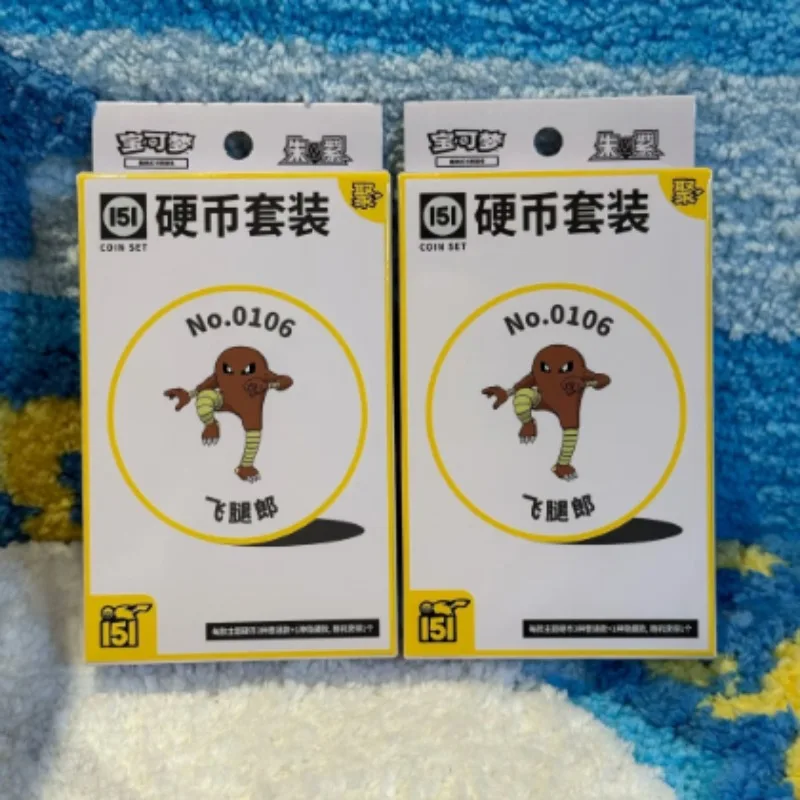 宝可梦
朱&紫
151
硬币套装
COIN SET
聚
No.0106
飞腿郎
151
宝可梦
朱&紫
151
硬币套装
COIN SET
聚
No.0106
飞腿郎
151